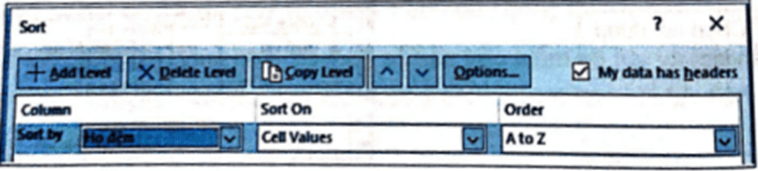 Sort ? X
Add Level Delete Level Copy Level Options... My data has headers
Column Sort On Order
Sort by Họ đệm Cell Values A to Z